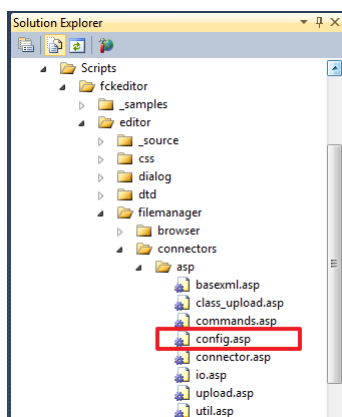 Solution Explorer
Scripts
fckeditor
_samples
editor
_source
css
dialog
dtd
filemanager
browser
connectors
asp
basexml.asp
class_upload.asp
commands.asp
config.asp
connector.asp
io.asp
upload.asp
util.asp